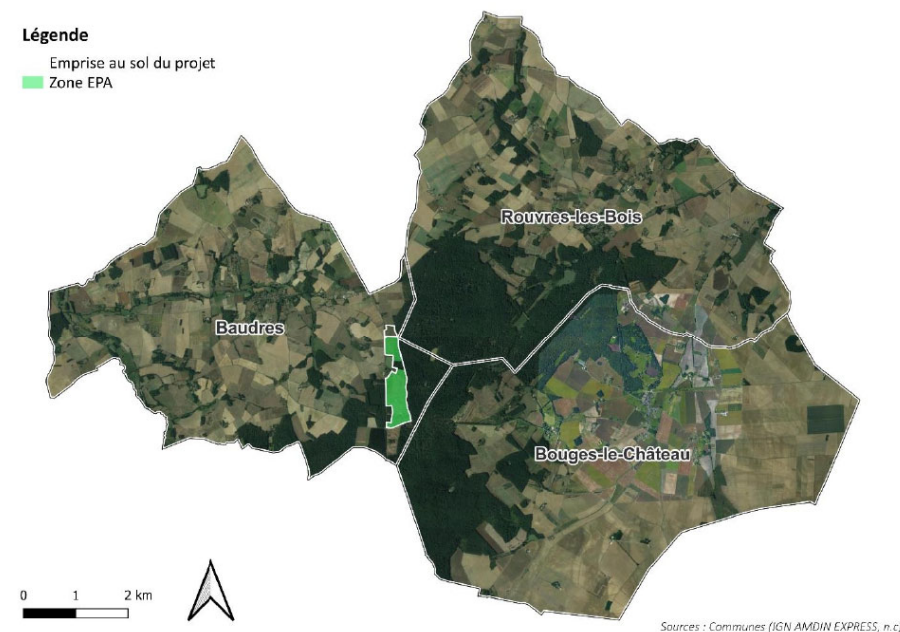 Légende
Emprise au sol du projet
Zone EPA
Rouvres-les-Bois
Baudres
Bouges-le-Château
0 1 2 km
Sources : Communes (IGN AMDIN EXPRESS, n.c